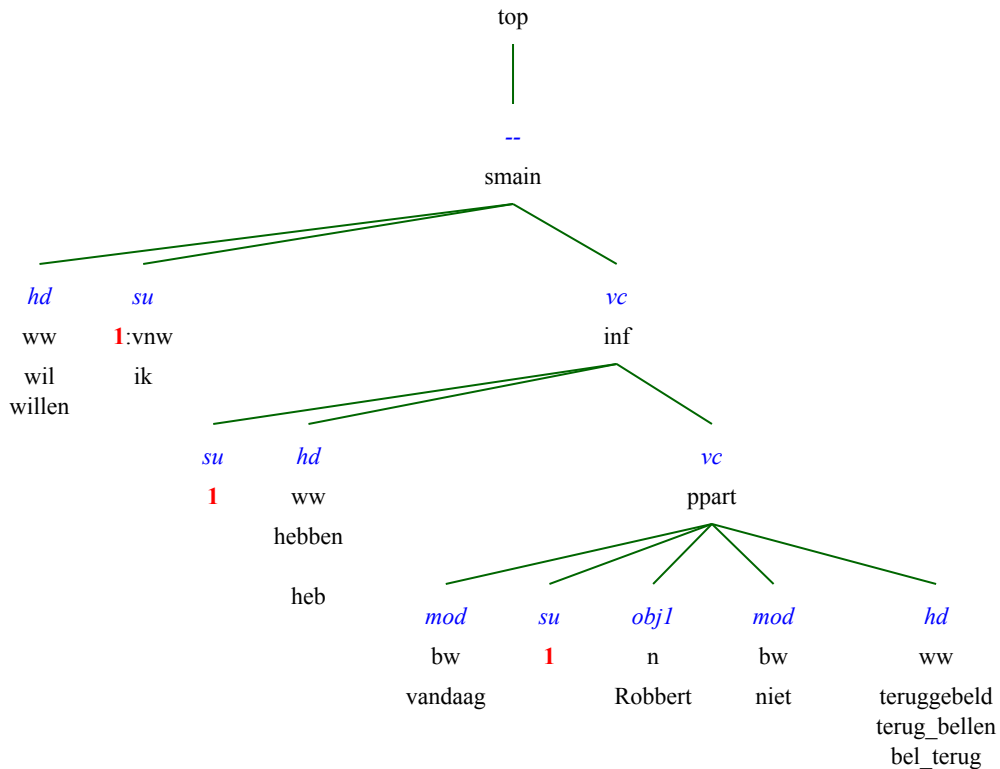 top
--
smain
hd su vc
ww 1:vnw inf
wil ik
willen
su hd vc
1 ww ppart
hebben
heb
mod su obj1 mod hd
bw 1 n bw ww
vandaag Robbert niet teruggebeld
terug_bellen
bel_terug